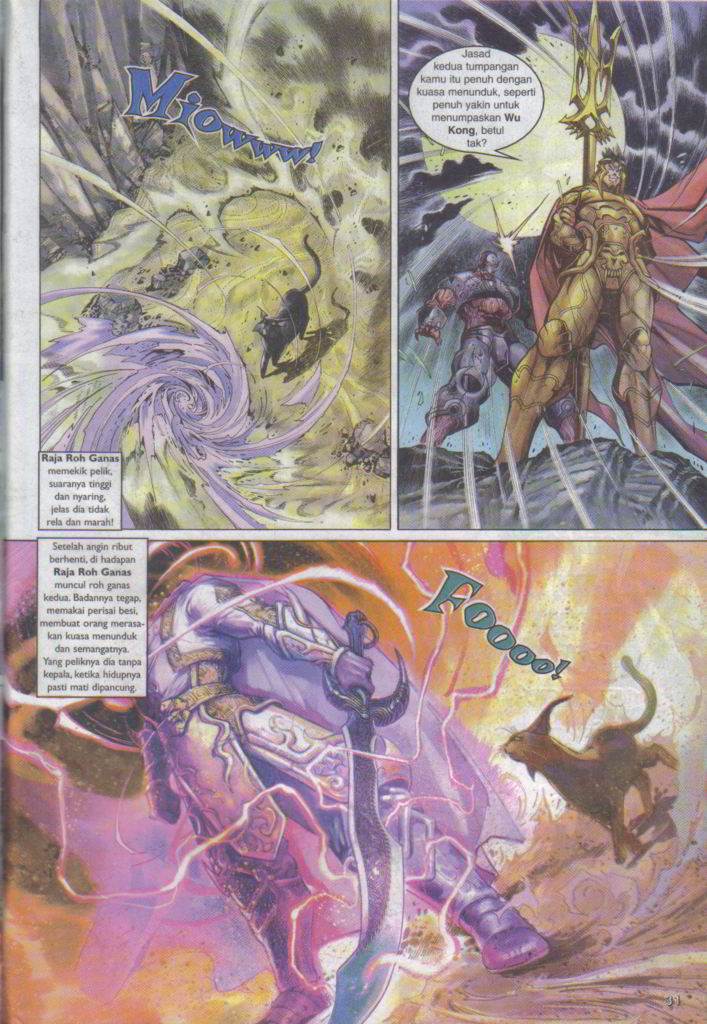 Miowww!
Raja Roh Ganas
memekik pelik,
suaranya tinggi
dan nyaring,
jelas dia tidak
rela dan marah!
Jasad
kedua tumpangan
kamu itu penuh dengan
kuasa menunduk, seperti
penuh yakin untuk
menumpaskan Wu
Kong, betul
tak?
Setelah angin ribut
berhenti, di hadapan
Raja Roh Ganas
muncul roh ganas
kedua. Badannya tegap,
memakai perisai besi,
membuat orang merasa-
kan kuasa menunduk
dan semangatnya.
Yang peliknya dia tanpa
kepala, ketika hidupnya
pasti mati dipancung.
Foooo!
31